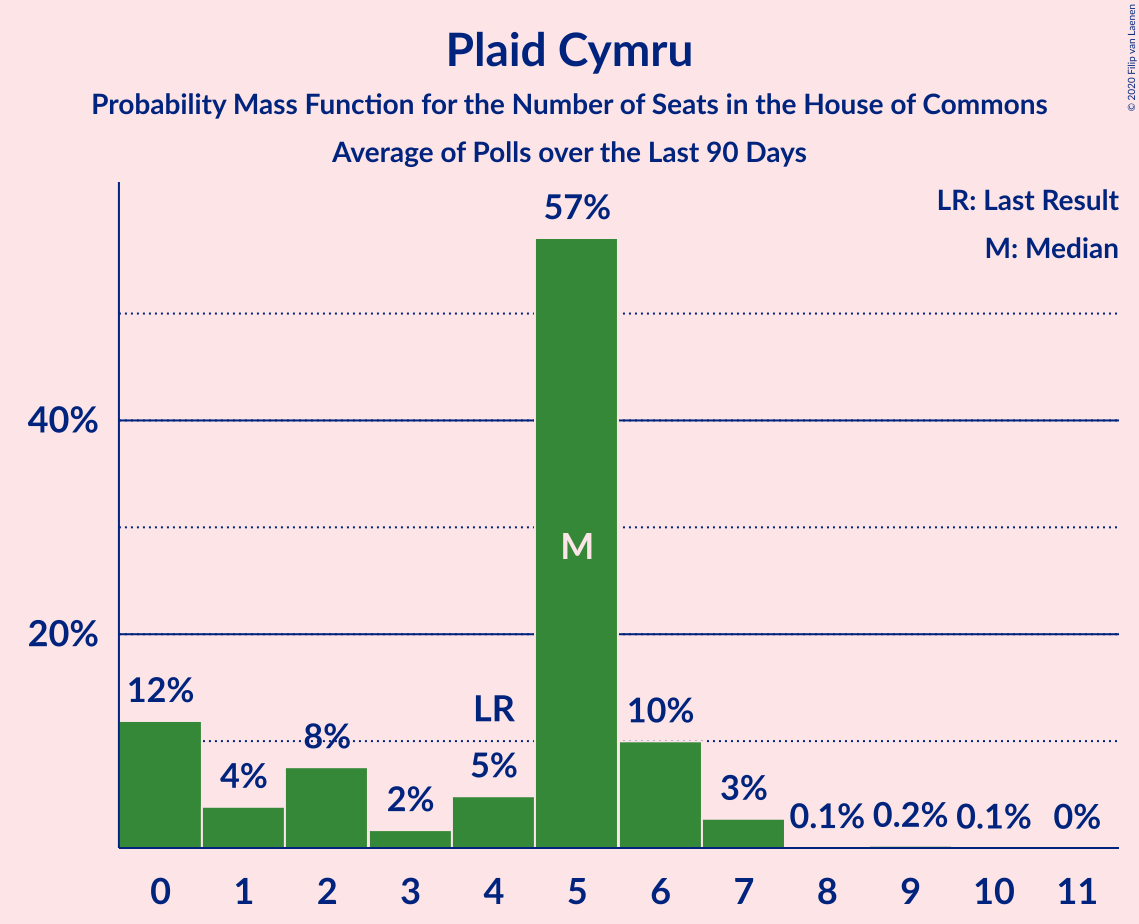 Plaid Cymru
Probability Mass Function for the Number of Seats in the House of Commons
Average of Polls over the Last 90 Days
© 2020 Filip van Laenen
LR: Last Result
M: Median
40%
20%
12%
4%
8%
2%
LR
5%
57%
M
10%
3%
0.1%
0.2%
0.1%
0%
0 1 2 3 4 5 6 7 8 9 10 11